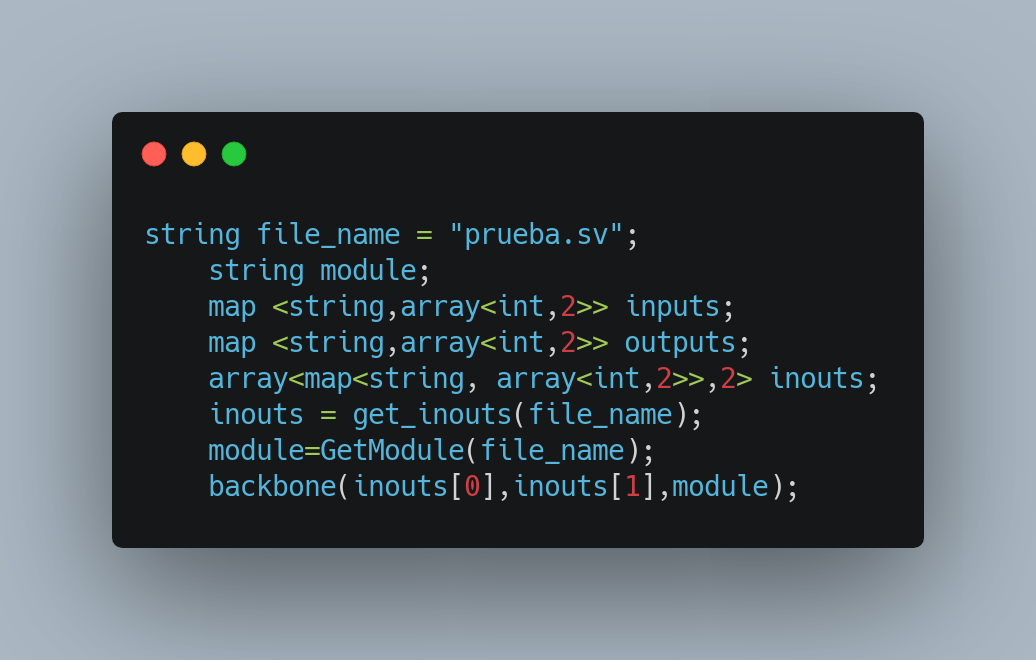 string file_name = "prueba.sv";
    string module;
    map <string,array<int,2>> inputs;
    map <string,array<int,2>> outputs;
    array<map<string, array<int,2>>,2> inouts;
    inouts = get_inouts(file_name);
    module=GetModule(file_name);
    backbone(inouts[0],inouts[1],module);